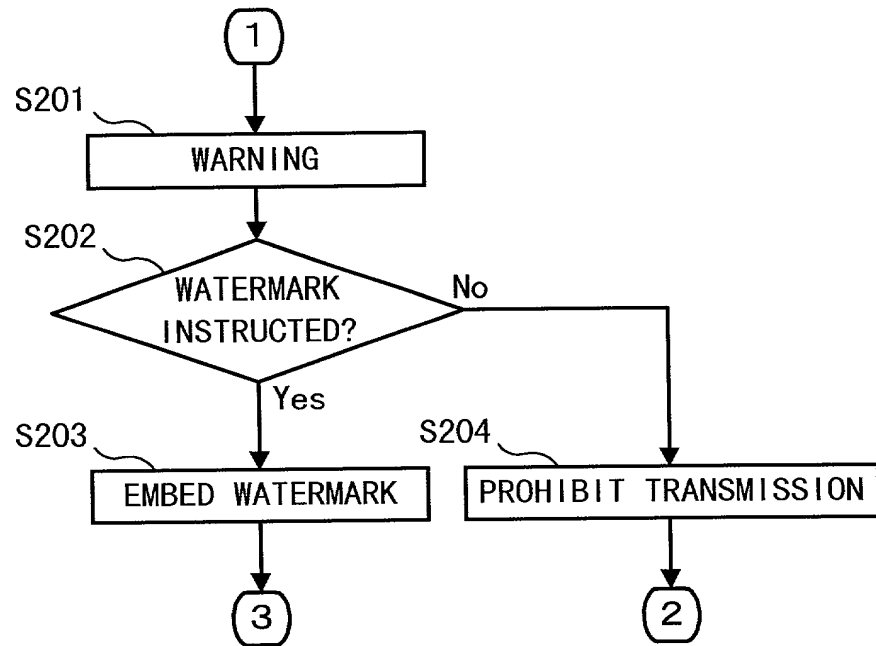 1
S201
WARNING
S202
WATERMARK
INSTRUCTED?
No
Yes
S203
EMBED WATERMARK
S204
PROHIBIT TRANSMISSION
3
2